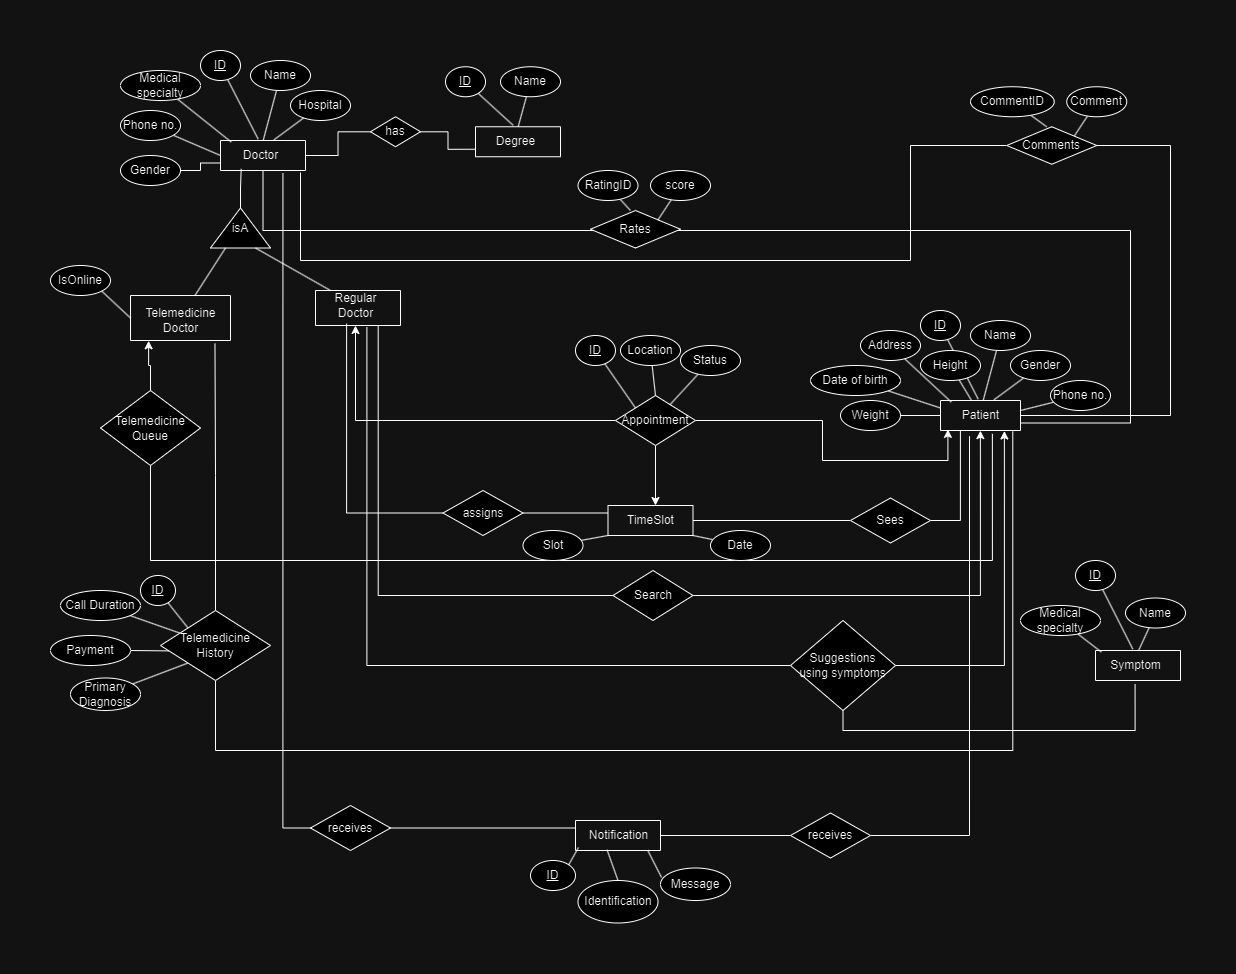 ID
Name
Medical
specialty
Hospital
Phone no.
Doctor
Gender
has
ID
Name
Degree
CommentID
Comment
Comments
RatingID
score
Rates
isA
IsOnline
Telemedicine
Doctor
Regular
Doctor
ID
Location
Status
Appointment
ID
Name
Address
Height
Gender
Date of birth
Phone no.
Weight
Patient
Telemedicine
Queue
assigns
TimeSlot
Sees
Slot
Date
Search
ID
Call Duration
Telemedicine
History
Payment
Primary
Diagnosis
Suggestions
using symptoms
ID
Medical
specialty
Name
Symptom
receives
Notification
receives
ID
Identification
Message